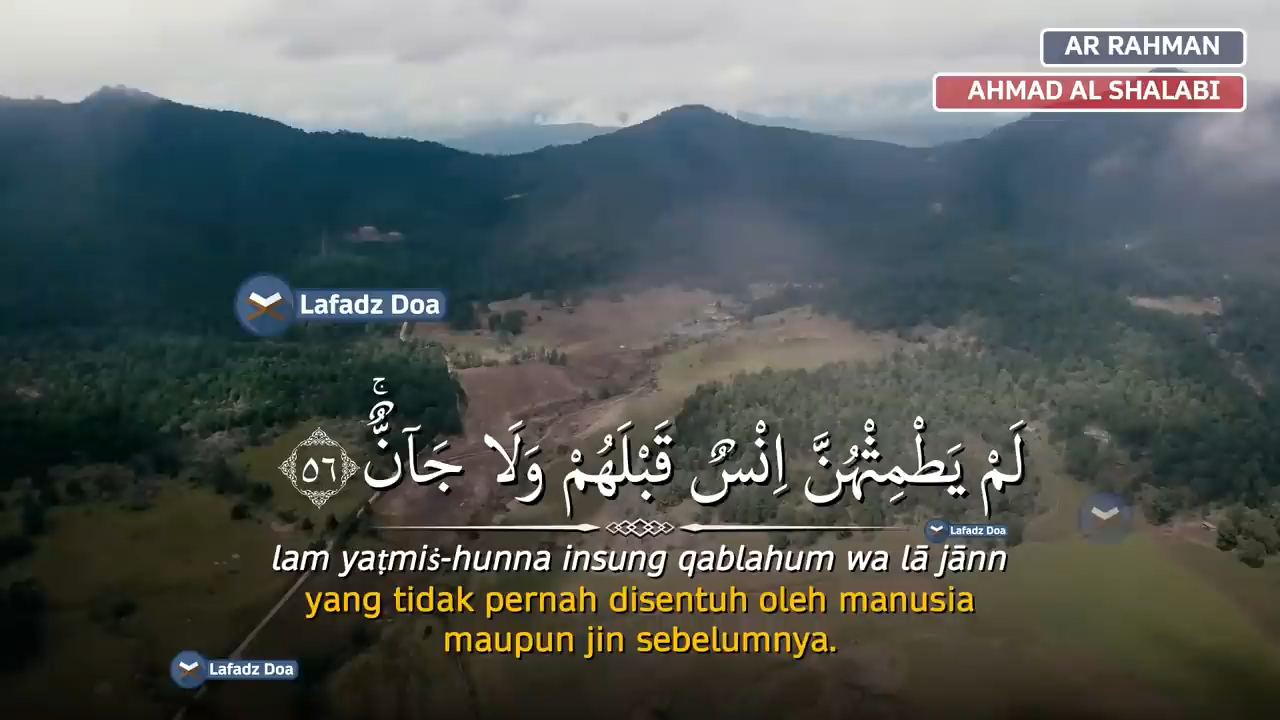 AR RAHMAN
AHMAD AL SHALABI
Lafadz Doa
لَمْ يَطْمِثْهُنَّ اِنْسٌ قَبْلَهُمْ وَلَا جَاۤنٌّۚ ٥٦
Lafadz Doa
lam yaṭmiṡ-hunna insung qablahum wa lā jānn
yang tidak pernah disentuh oleh manusia
maupun jin sebelumnya.
Lafadz Doa